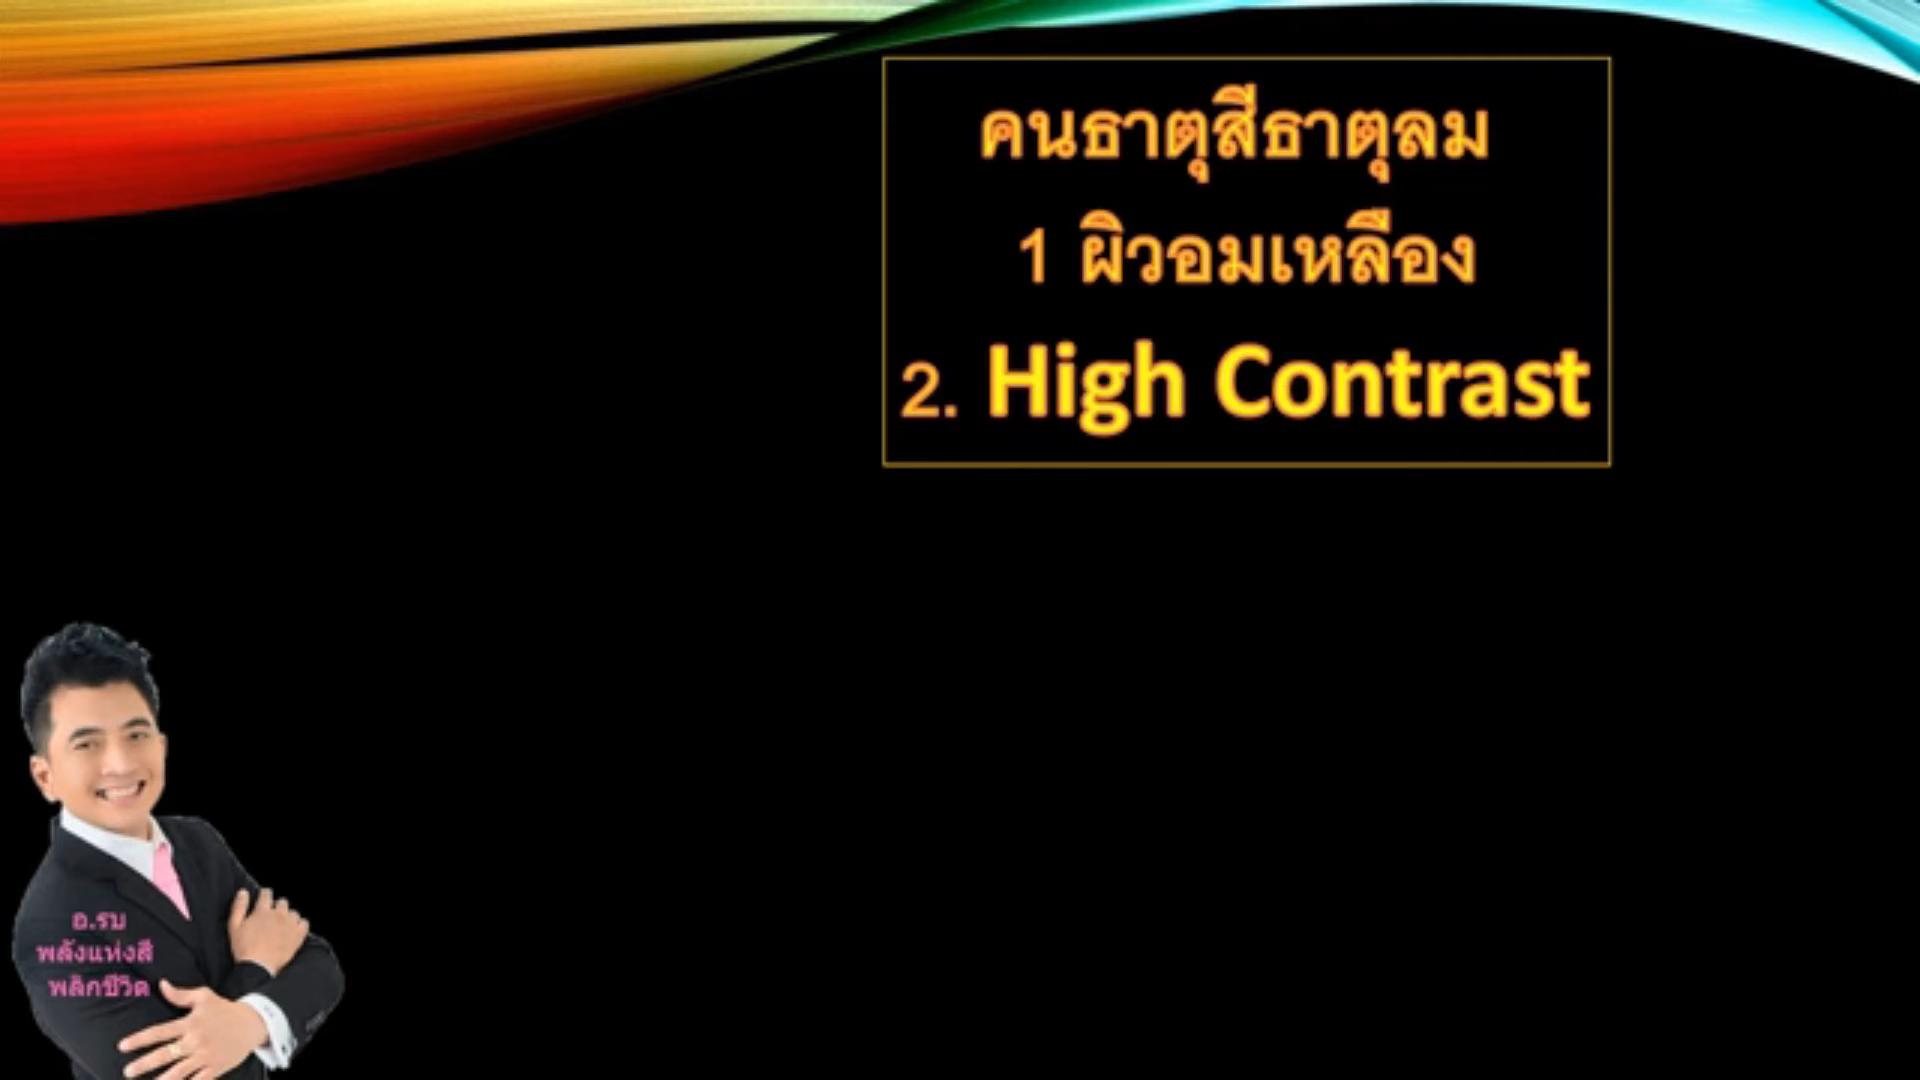 คนธาตุสีธาตุลม
1 ผิวอมเหลือง
2. High Contrast
อ.รบ
พลังแห่งสี
พลิกชีวิต